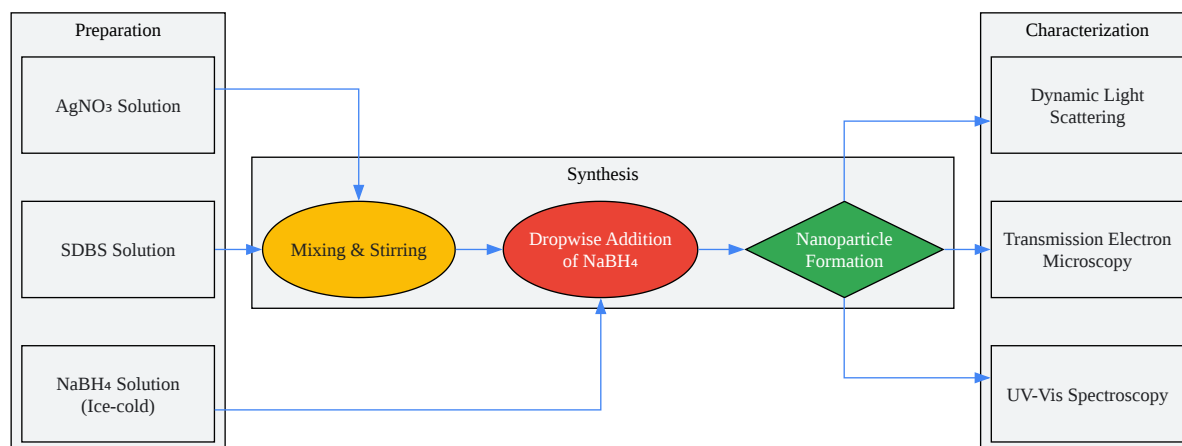 Preparation
AgNO₃ Solution
SDBS Solution
NaBH₄ Solution
(Ice-cold)
Synthesis
Mixing & Stirring
Dropwise Addition
of NaBH₄
Nanoparticle
Formation
Characterization
Dynamic Light
Scattering
Transmission Electron
Microscopy
UV-Vis Spectroscopy